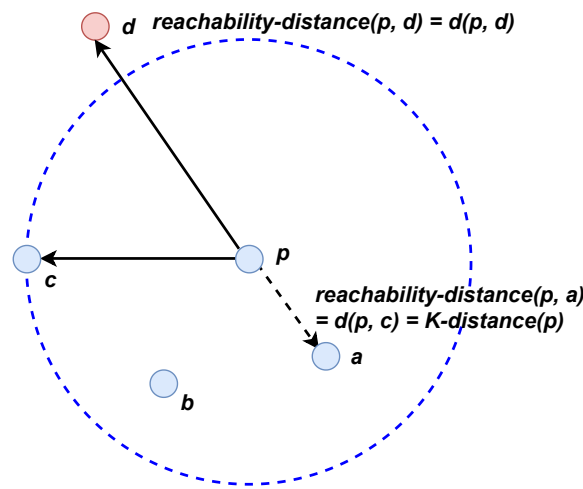 d reachability-distance(p, d) = d(p, d)
p
c
reachability-distance(p, a)
= d(p, c) = K-distance(p)
a
b